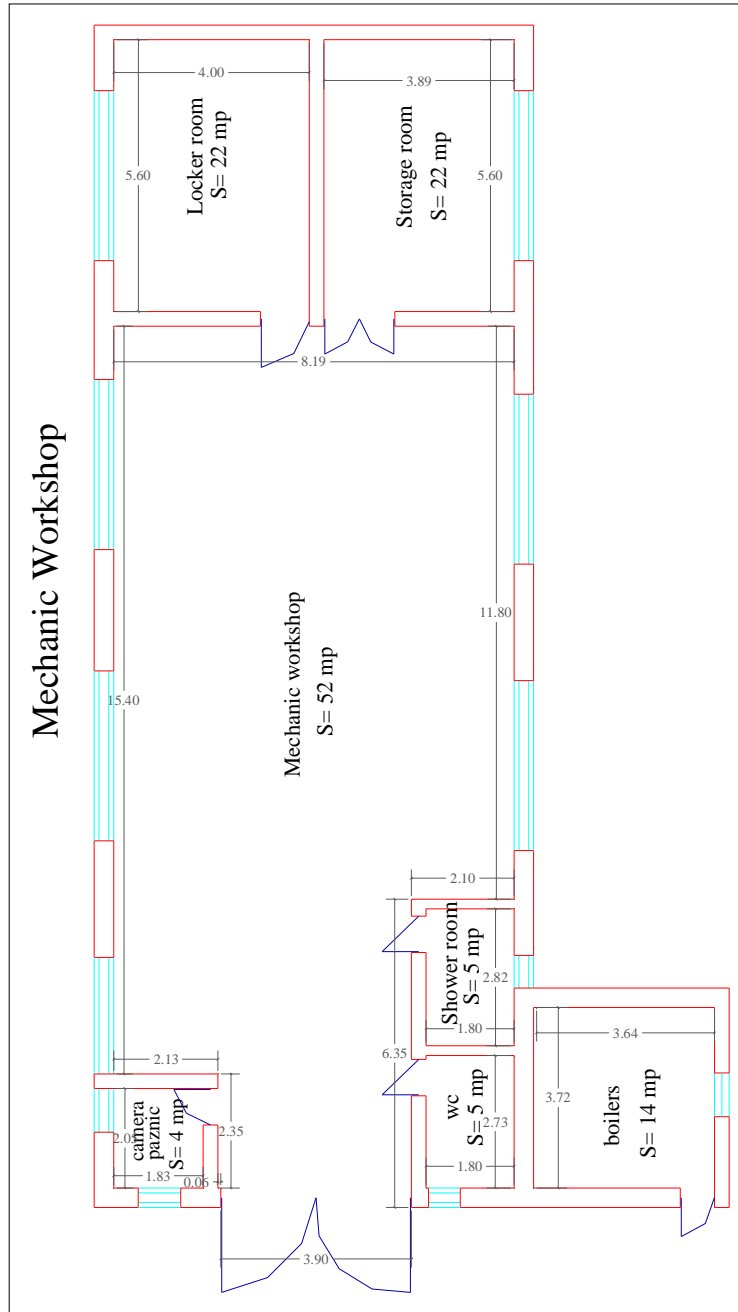 Mechanic Workshop
4.00
3.89
5.60
Locker room
S= 22 mp
Storage room
S= 22 mp
5.60
8.19
15.40
Mechanic workshop
S= 52 mp
11.80
2.10
Shower room
S= 5 mp
2.82
1.80
6.35
2.13
2.05
camera
paznic
S= 4 mp
2.35
1.83
0.06
wc
S= 5 mp
2.73
1.80
3.64
3.72
boilers
S= 14 mp
3.90